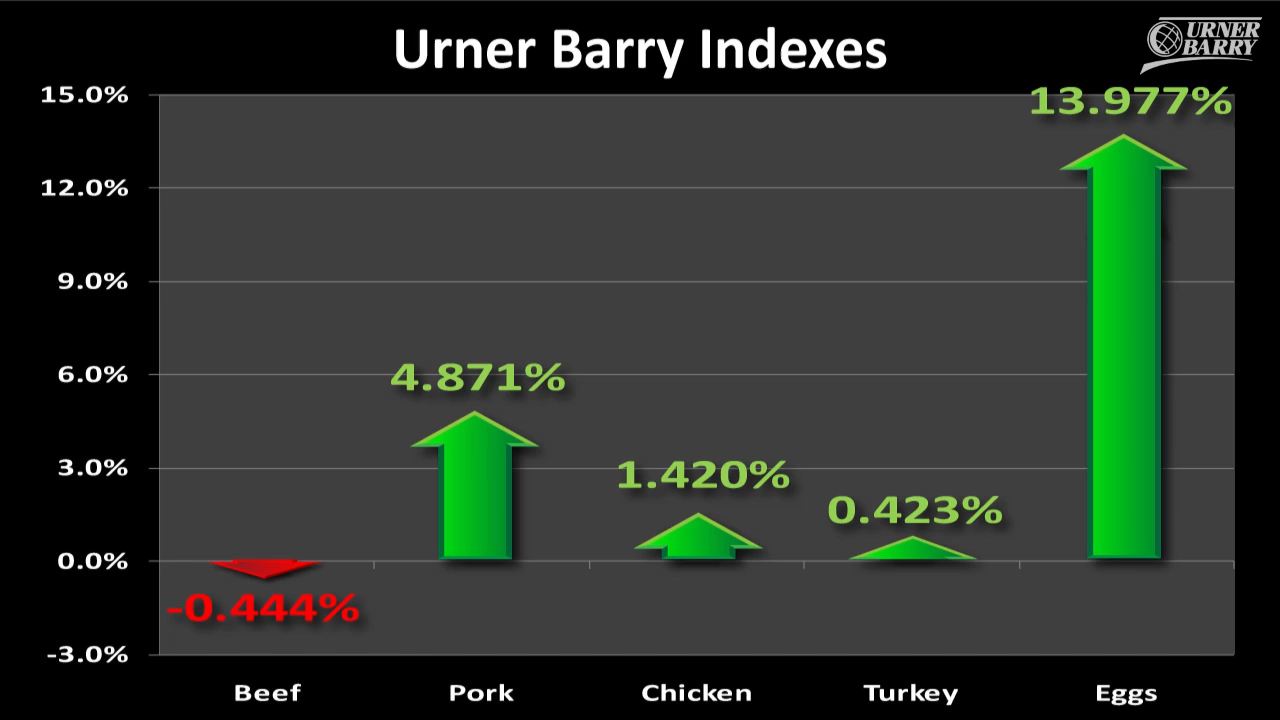 Urner Barry Indexes
URNER
BARRY
15.0%
12.0%
9.0%
6.0%
3.0%
0.0%
-3.0%
-0.444%
4.871%
1.420%
0.423%
13.977%
Beef
Pork
Chicken
Turkey
Eggs